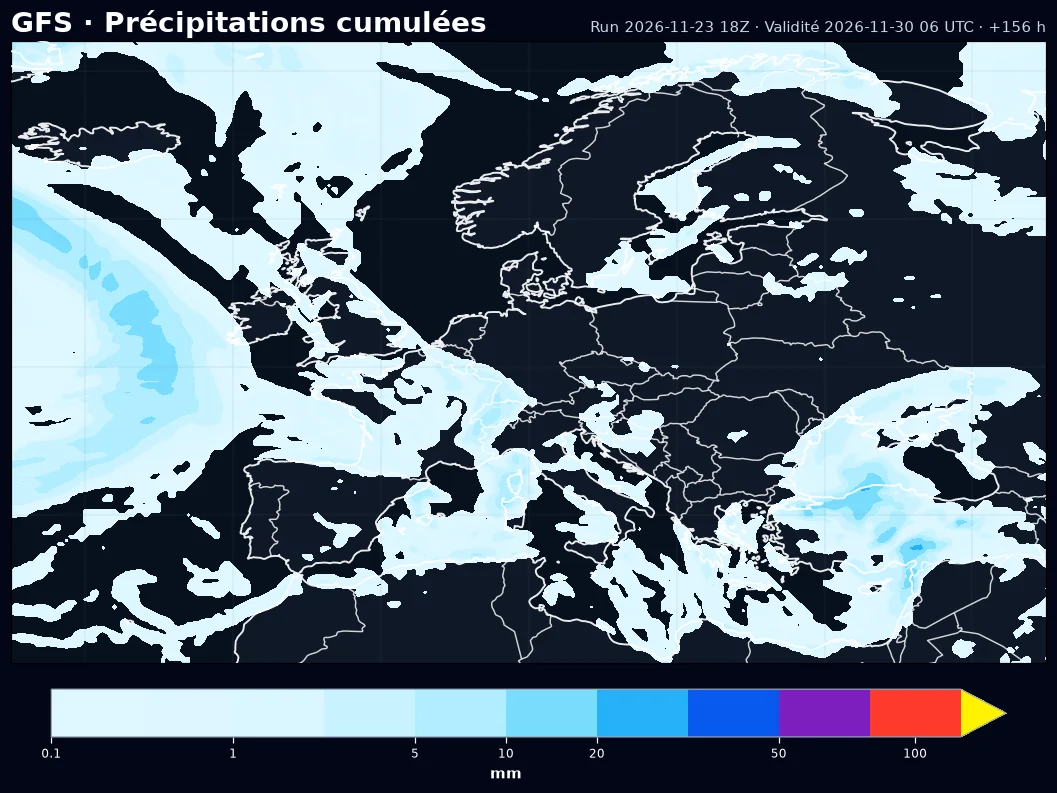 GFS · Précipitations cumulées
Run 2026-11-23 18Z · Validité 2026-11-30 06 UTC · +156 h
0.1 1 5 10 20 50 100
mm